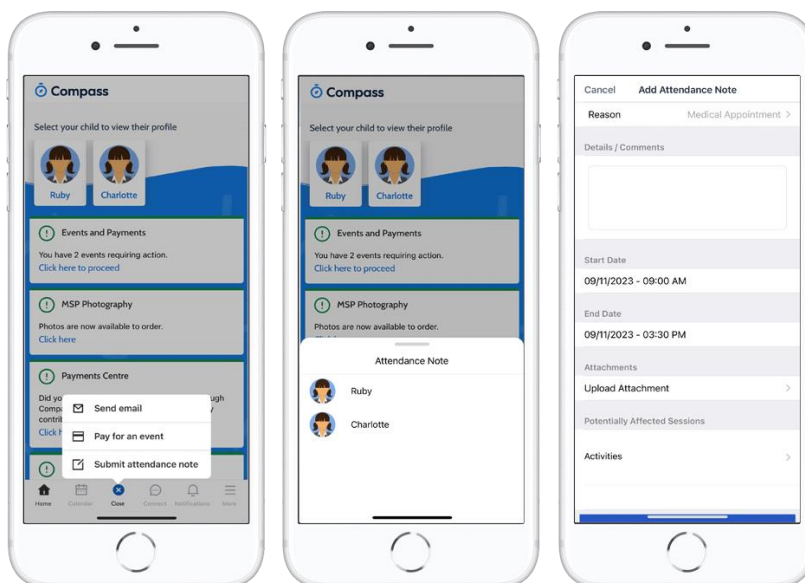 Compass
Select your child to view their profile
Ruby
Charlotte
Events and Payments
You have 2 events requiring action.
Click here to proceed
MSP Photography
Photos are now available to order.
Click here
Payments Centre
Did yo
ugh
Compa
y
contrib
Click h
Send email
Pay for an event
Submit attendance note
Home
Calendar
Close
Connect
Notifications
More
Compass
Select your child to view their profile
Ruby
Charlotte
Events and Payments
You have 2 events requiring action.
Click here to proceed
MSP Photography
Photos are now available to order.
Attendance Note
Ruby
Charlotte
Cancel Add Attendance Note
Reason Medical Appointment >
Details / Comments
Start Date
09/11/2023 - 09:00 AM
End Date
09/11/2023 - 03:30 PM
Attachments
Upload Attachment
Potentially Affected Sessions
Activities >